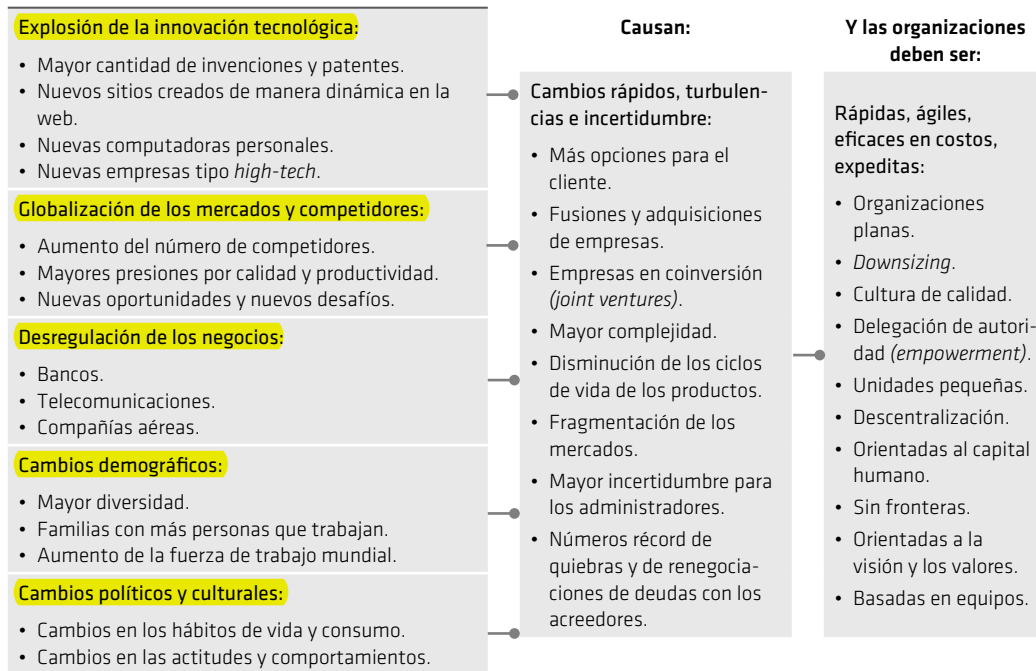 Explosión de la innovación tecnológica:
• Mayor cantidad de invenciones y patentes.
• Nuevos sitios creados de manera dinámica en la
web.
• Nuevas computadoras personales.
• Nuevas empresas tipo high-tech.
Globalización de los mercados y competidores:
• Aumento del número de competidores.
• Mayores presiones por calidad y productividad.
• Nuevas oportunidades y nuevos desafíos.
Desregulación de los negocios:
• Bancos.
• Telecomunicaciones.
• Compañías aéreas.
Cambios demográficos:
• Mayor diversidad.
• Familias con más personas que trabajan.
• Aumento de la fuerza de trabajo mundial.
Cambios políticos y culturales:
• Cambios en los hábitos de vida y consumo.
• Cambios en las actitudes y comportamientos.
Causan:
Cambios rápidos, turbulen-
cias e incertidumbre:
• Más opciones para el
cliente.
• Fusiones y adquisiciones
de empresas.
• Empresas en coinversión
(joint ventures).
• Mayor complejidad.
• Disminución de los ciclos
de vida de los productos.
• Fragmentación de los
mercados.
• Mayor incertidumbre para
los administradores.
• Números récord de
quiebras y de renegocia-
ciones de deudas con los
acreedores.
Y las organizaciones
deben ser:
Rápidas, ágiles,
eficaces en costos,
expeditas:
• Organizaciones
planas.
• Downsizing.
• Cultura de calidad.
• Delegación de autori-
dad (empowerment).
• Unidades pequeñas.
• Descentralización.
• Orientadas al capital
humano.
• Sin fronteras.
• Orientadas a la
visión y los valores.
• Basadas en equipos.